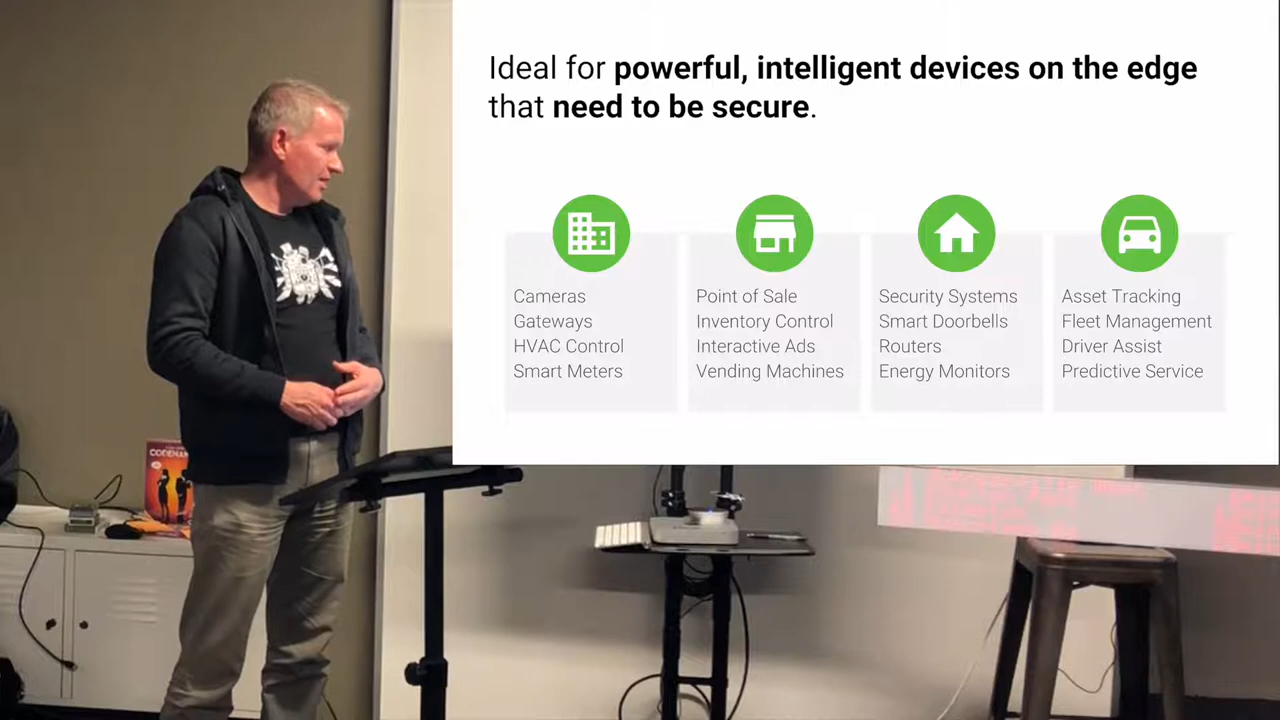 Ideal for powerful, intelligent devices on the edge
that need to be secure.
Cameras
Gateways
HVAC Control
Smart Meters
Point of Sale
Inventory Control
Interactive Ads
Vending Machines
Security Systems
Smart Doorbells
Routers
Energy Monitors
Asset Tracking
Fleet Management
Driver Assist
Predictive Service